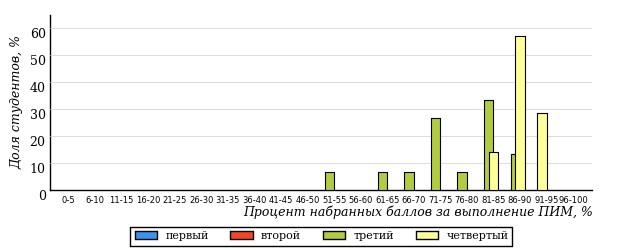 Доля студентов, %
60
50
40
30
20
10
0
0-5 6-10 11-15 16-20 21-25 26-30 31-35 36-40 41-45 46-50 51-55 56-60 61-65 66-70 71-75 76-80 81-85 86-90 91-95 96-100
Процент набранных баллов за выполнение ПИМ, %
первый второй третий четвертый